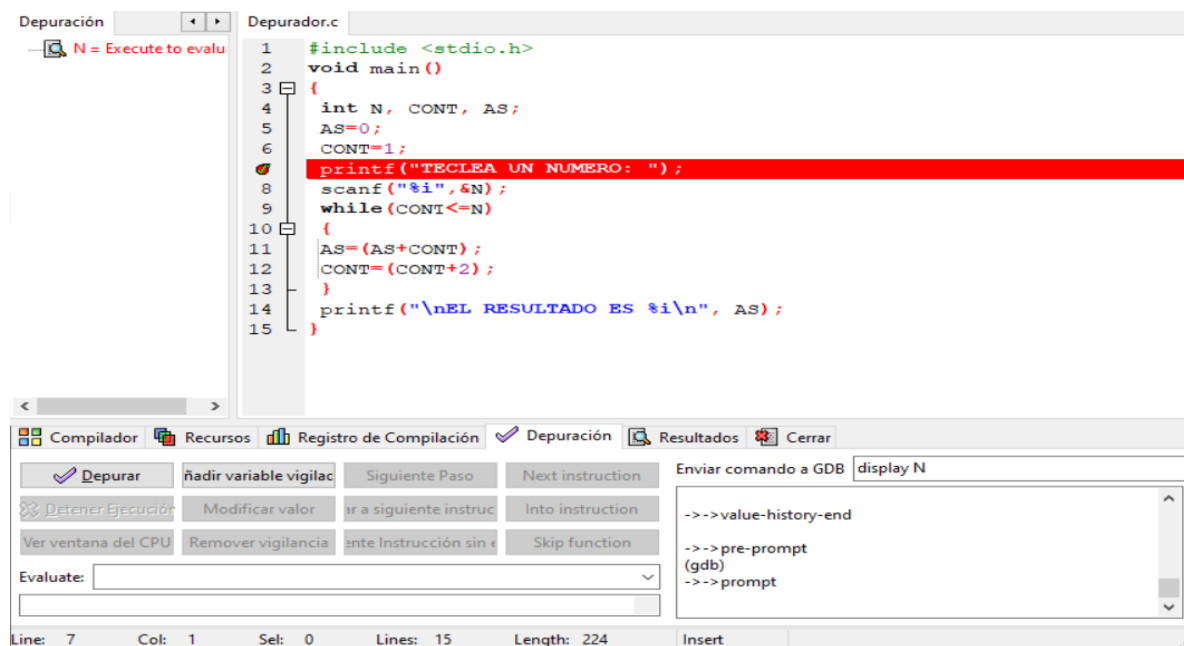 Depuración
Depurador.c
N = Execute to evalu
1 #include <stdio.h>
2 void main()
3 {
4 int N, CONT, AS;
5 AS=0;
6 CONT=1;
printf("TECLEA UN NUMERO: ");
8 scanf("%i",&N);
9 while(CONT<=N)
10 {
11 AS=(AS+CONT);
12 CONT=(CONT+2);
13 }
14 printf("\nEL RESULTADO ES %i\n", AS);
15 }
Compilador Recursos Registro de Compilación Depuración Resultados Cerrar
Depurar ñadir variable vigilac Siguiente Paso Next instruction
Enviar comando a GDB display N
Detener Ejecución Modificar valor ar a siguiente instruc Into instruction
->->value-history-end
Ver ventana del CPU Remover vigilancia ente Instrucción sin e Skip function
->->pre-prompt
(gdb)
->->prompt
Evaluate:
Line: 7 Col: 1 Sel: 0 Lines: 15 Length: 224 Insert